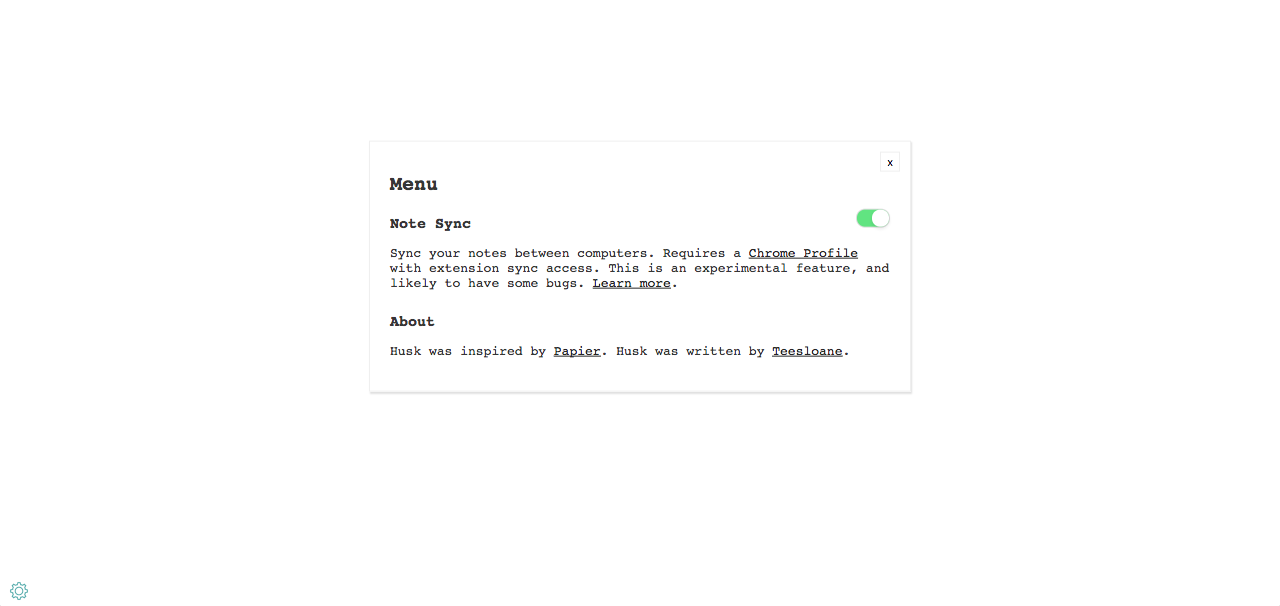 x
Menu
Note Sync
Sync your notes between computers. Requires a Chrome Profile
with extension sync access. This is an experimental feature, and
likely to have some bugs. Learn more.
About
Husk was inspired by Papier. Husk was written by Teesloane.